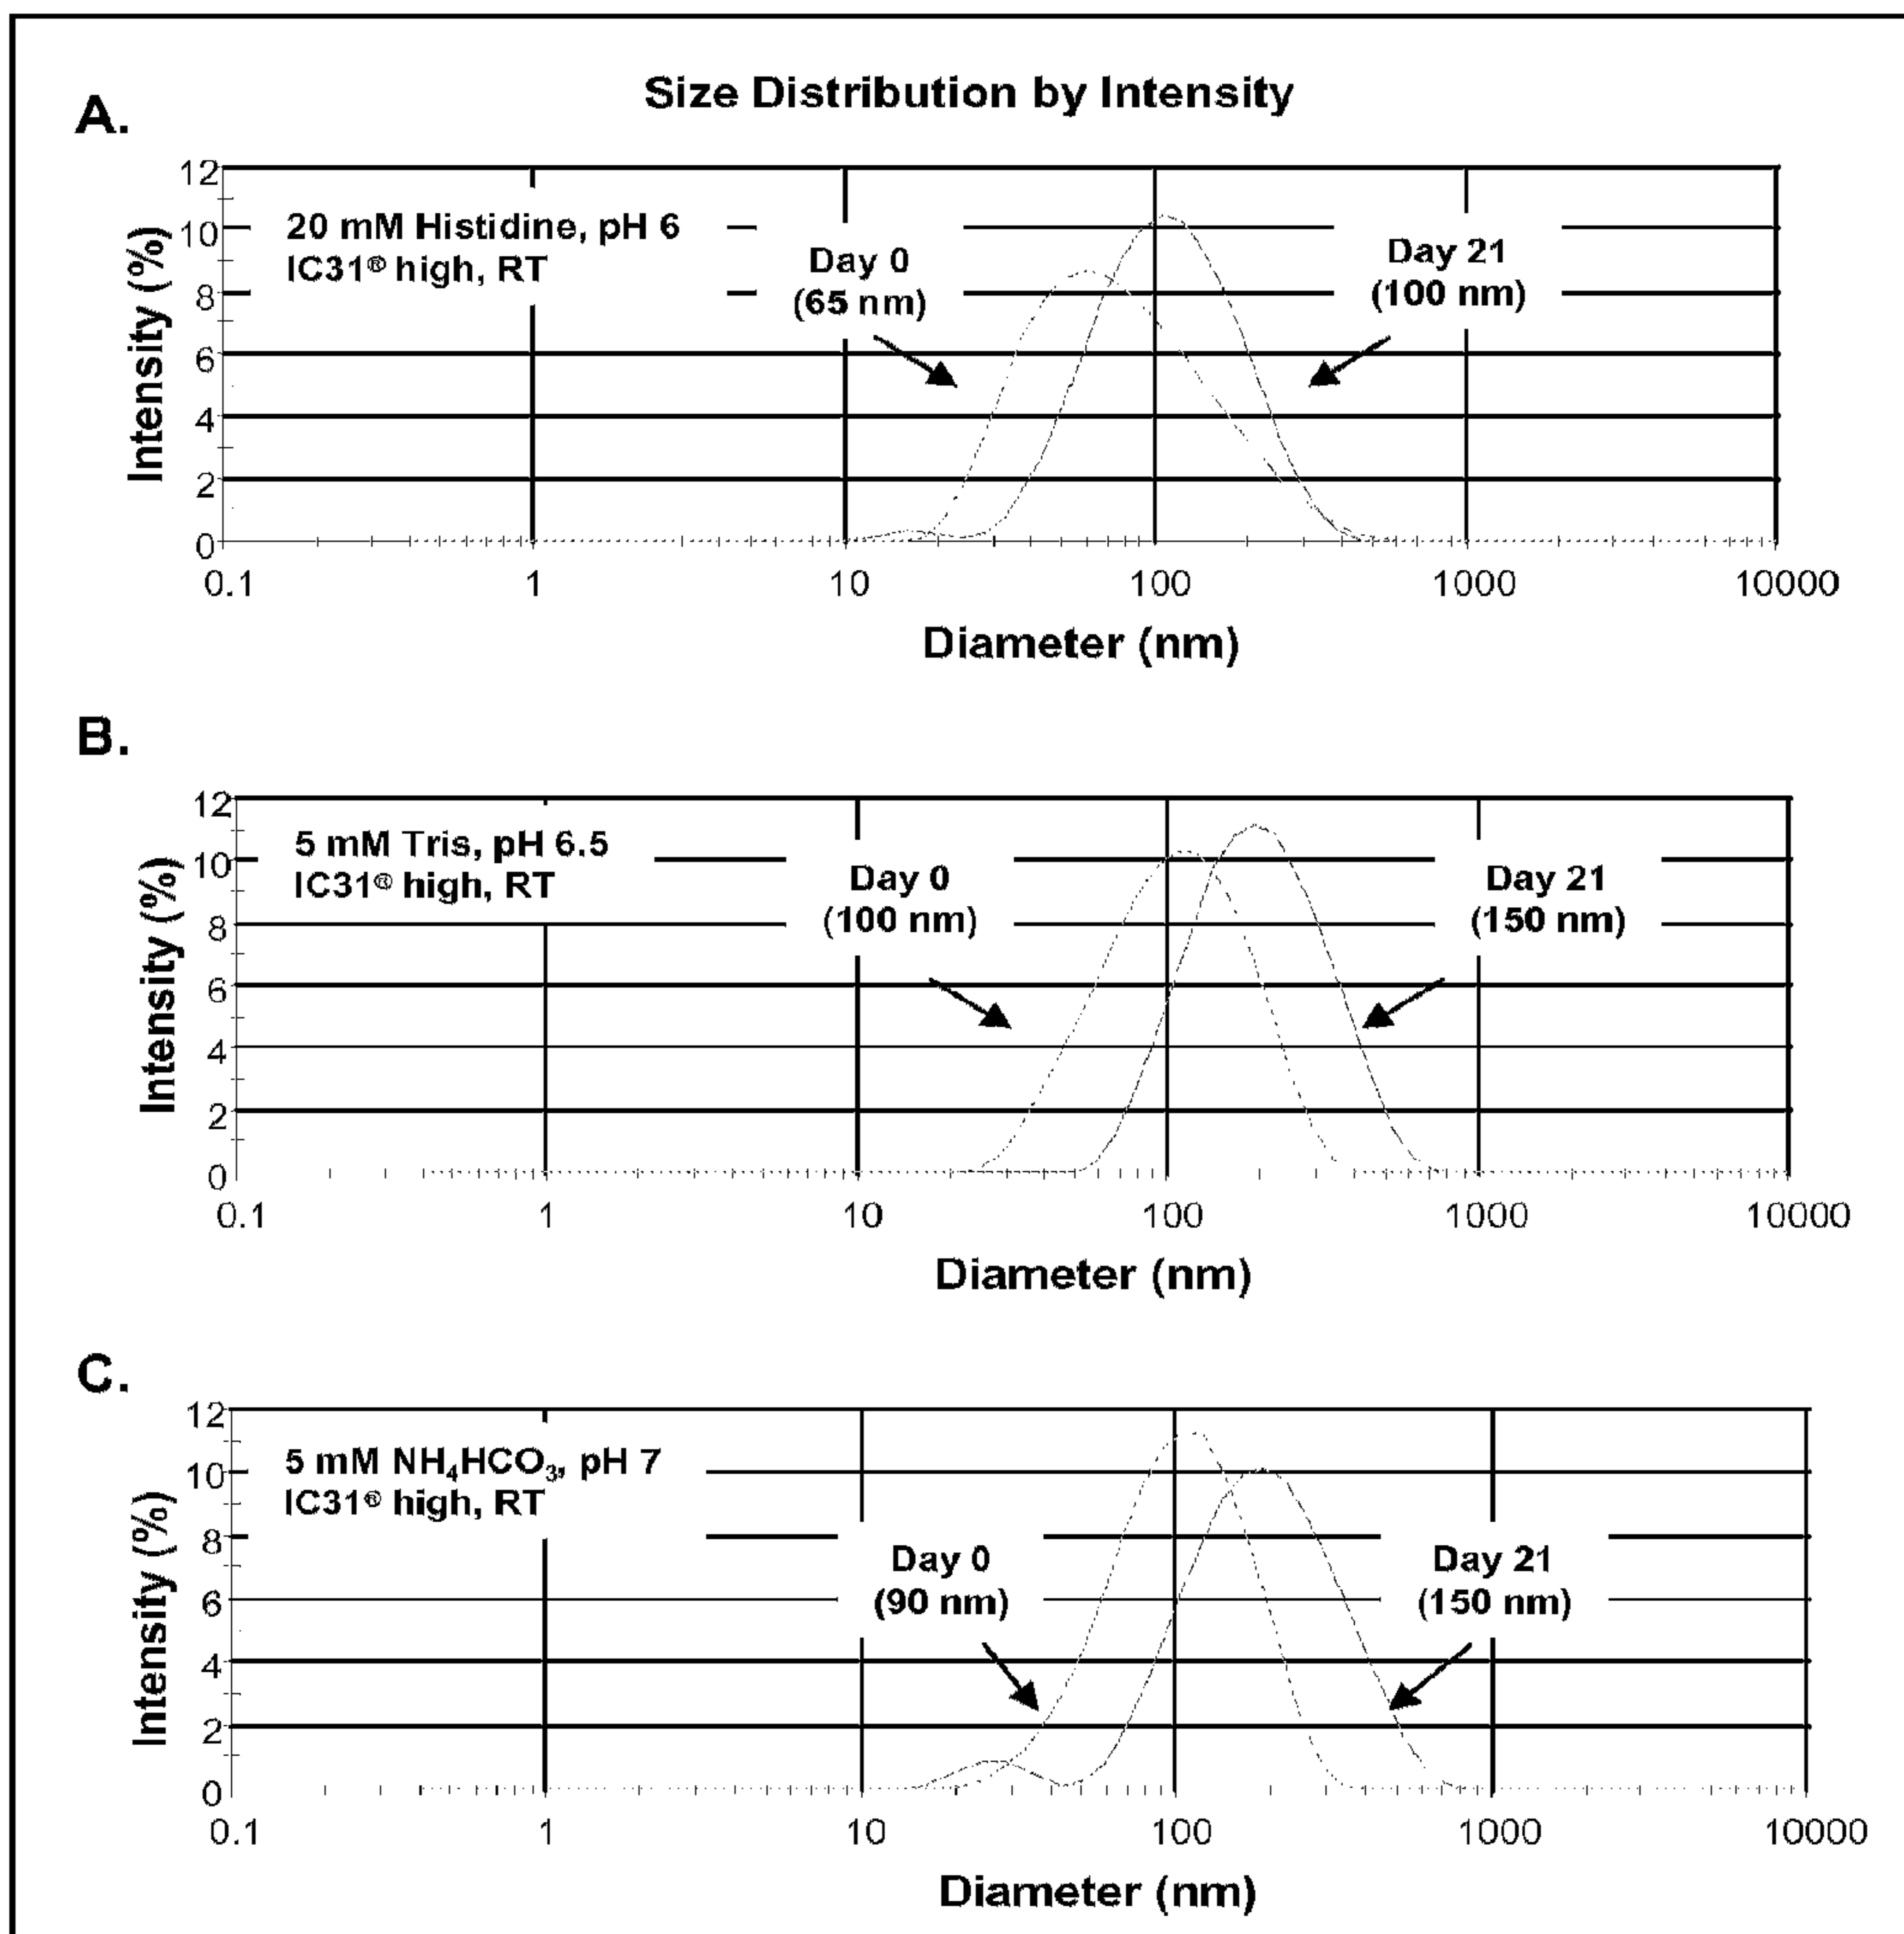 Size Distribution by Intensity
A.
12
10
8
6
4
2
0
Intensity (%)
20 mM Histidine, pH 6
IC31® high, RT
Day 0
(65 nm)
Day 21
(100 nm)
0.1 1 10 100 1000 10000
Diameter (nm)
B.
12
10
8
6
4
2
0
Intensity (%)
5 mM Tris, pH 6.5
IC31® high, RT
Day 0
(100 nm)
Day 21
(150 nm)
0.1 1 10 100 1000 10000
Diameter (nm)
C.
12
10
8
6
4
2
0
Intensity (%)
5 mM NH₄HCO₃, pH 7
IC31® high, RT
Day 0
(90 nm)
Day 21
(150 nm)
0.1 1 10 100 1000 10000
Diameter (nm)